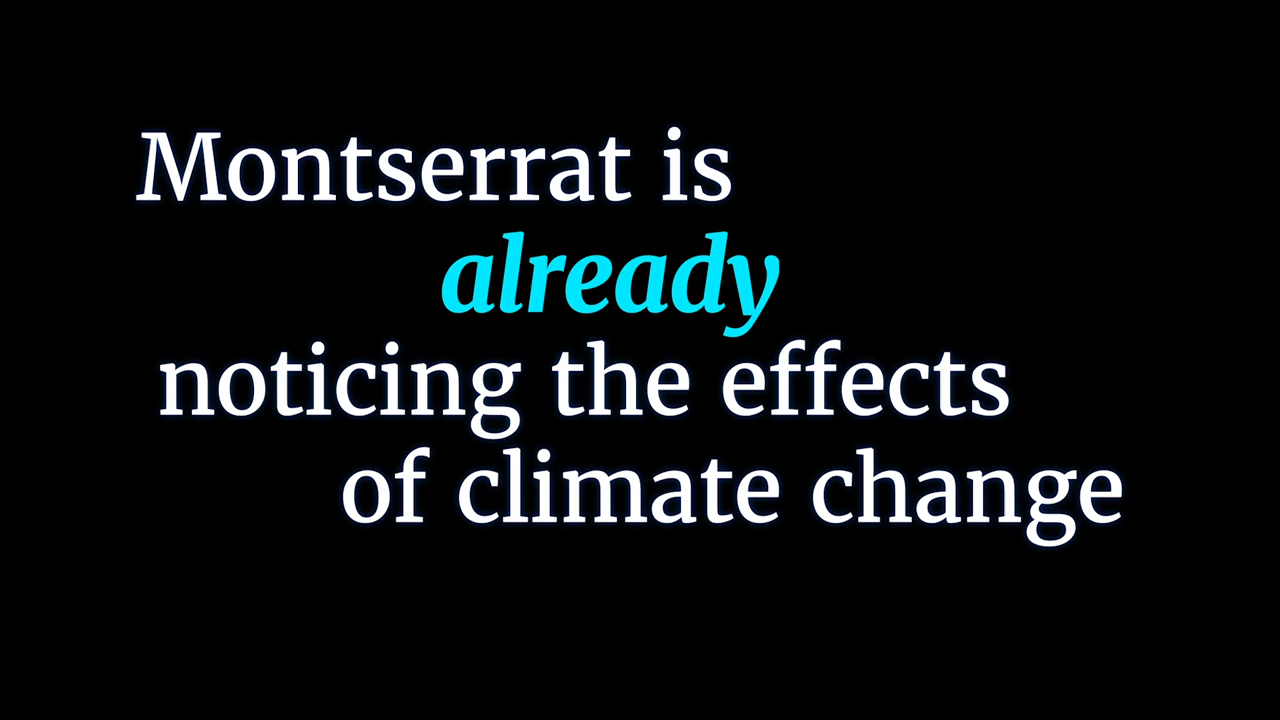 Montserrat is
already
noticing the effects
of climate change